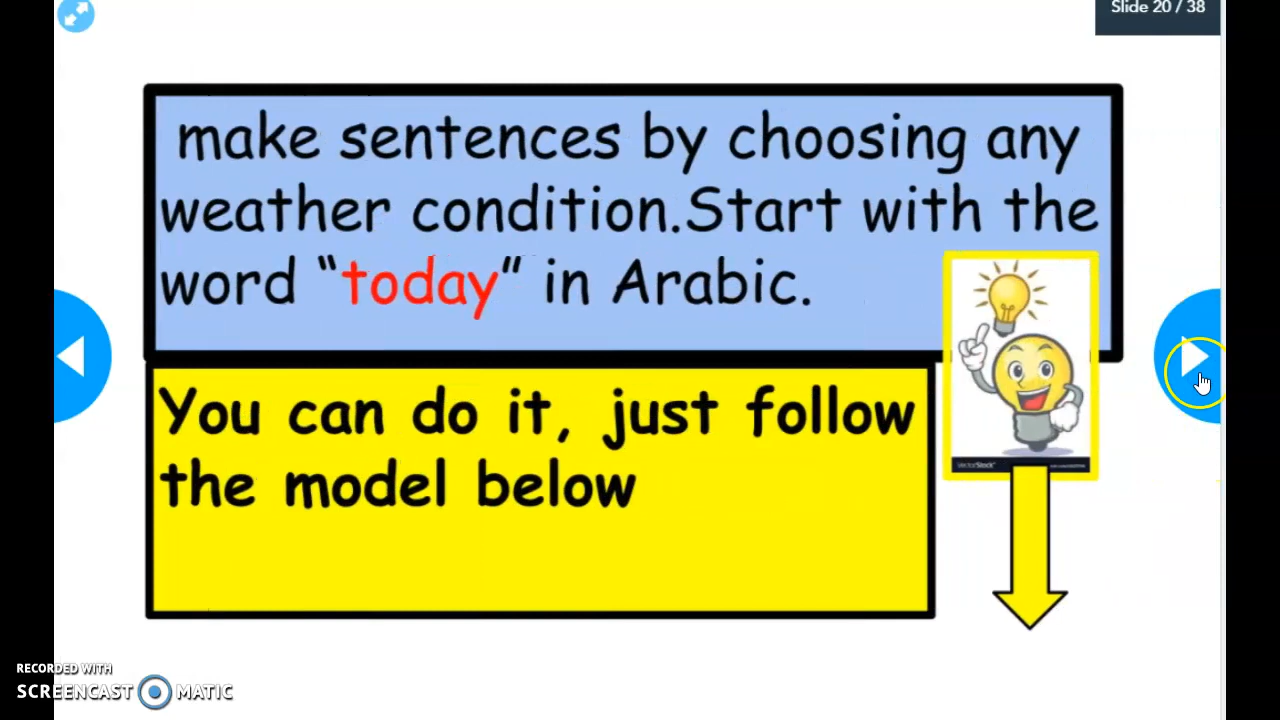 Slide 20 / 38
make sentences by choosing any
weather condition.Start with the
word “today” in Arabic.
You can do it, just follow
the model below
VectorStock
RECORDED WITH
SCREENCAST MATIC